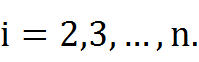 i = 2,3, … , n.